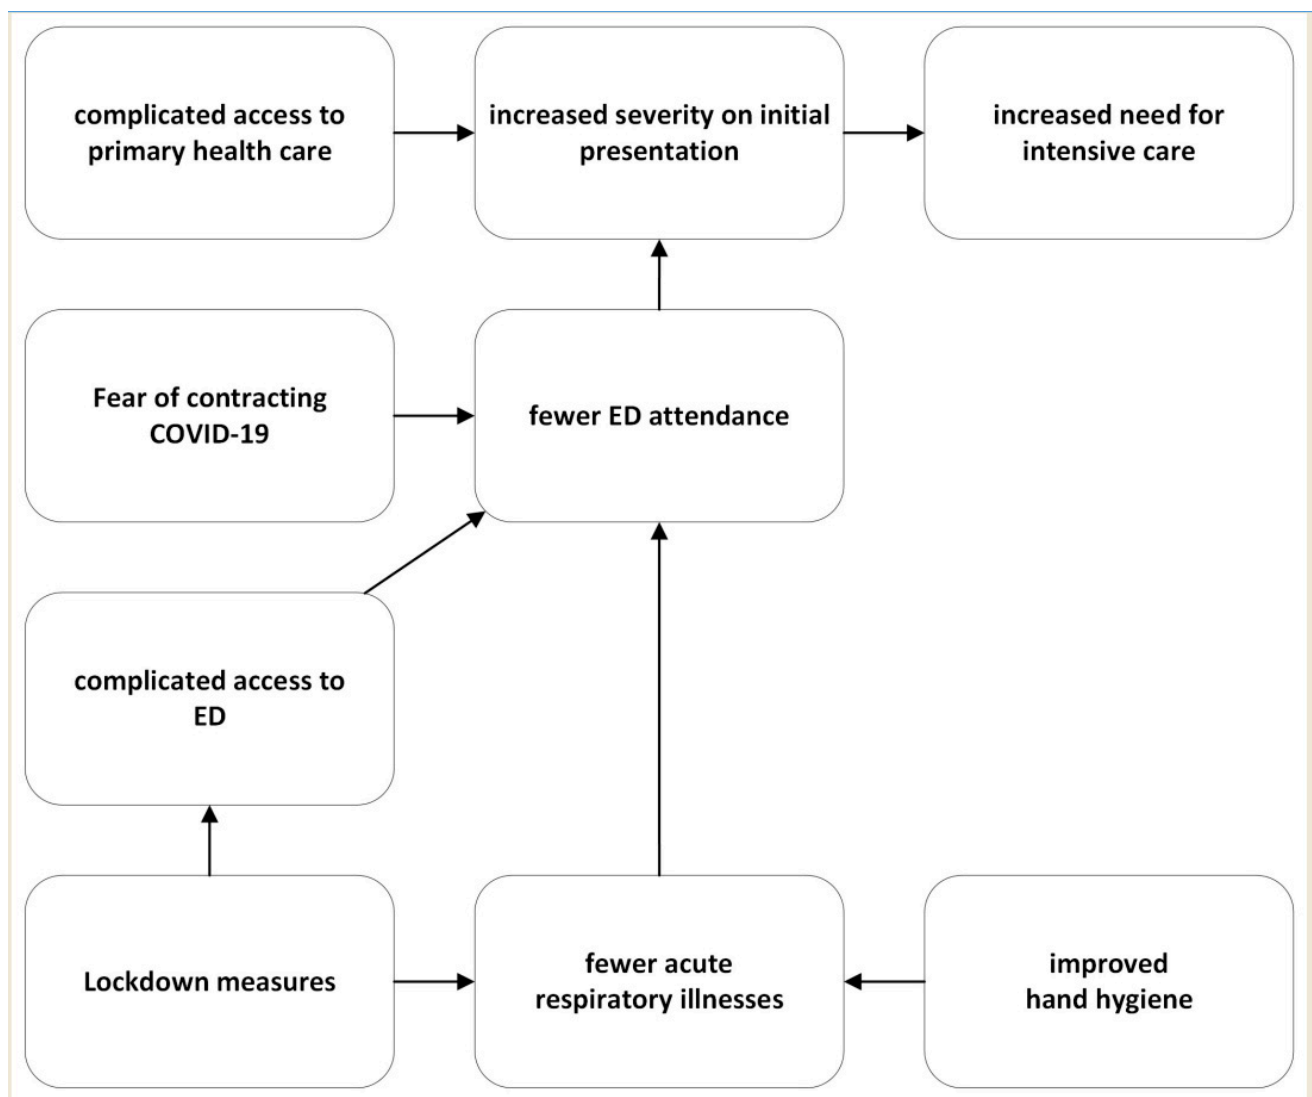 complicated access to
primary health care
increased severity on initial
presentation
increased need for
intensive care
Fear of contracting
COVID-19
fewer ED attendance
complicated access to
ED
Lockdown measures
fewer acute
respiratory illnesses
improved
hand hygiene